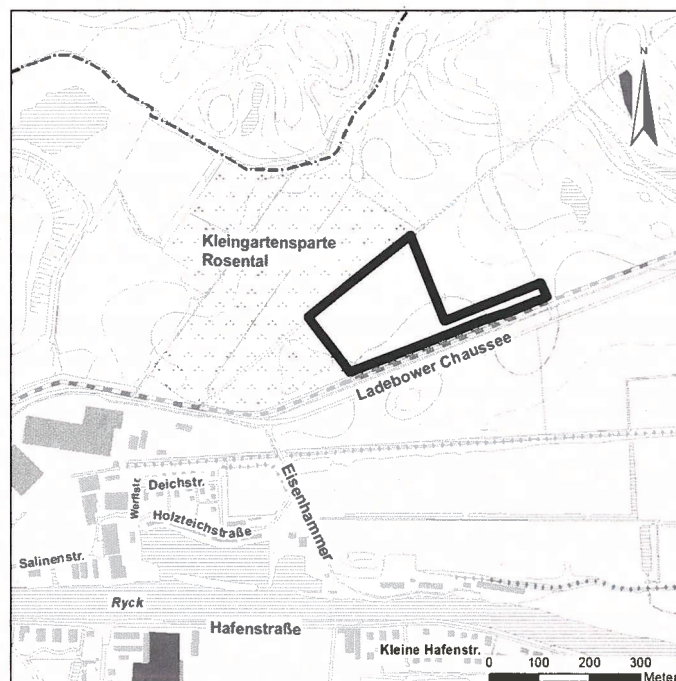 N
Kleingartensparte
Rosental
Ladebower Chaussee
Eisenhammer
Werftstr.
Deichstr.
Holzteichstraße
Salinenstr.
Ryck
Hafenstraße
Kleine Hafenstr.
0 100 200 300
Meter